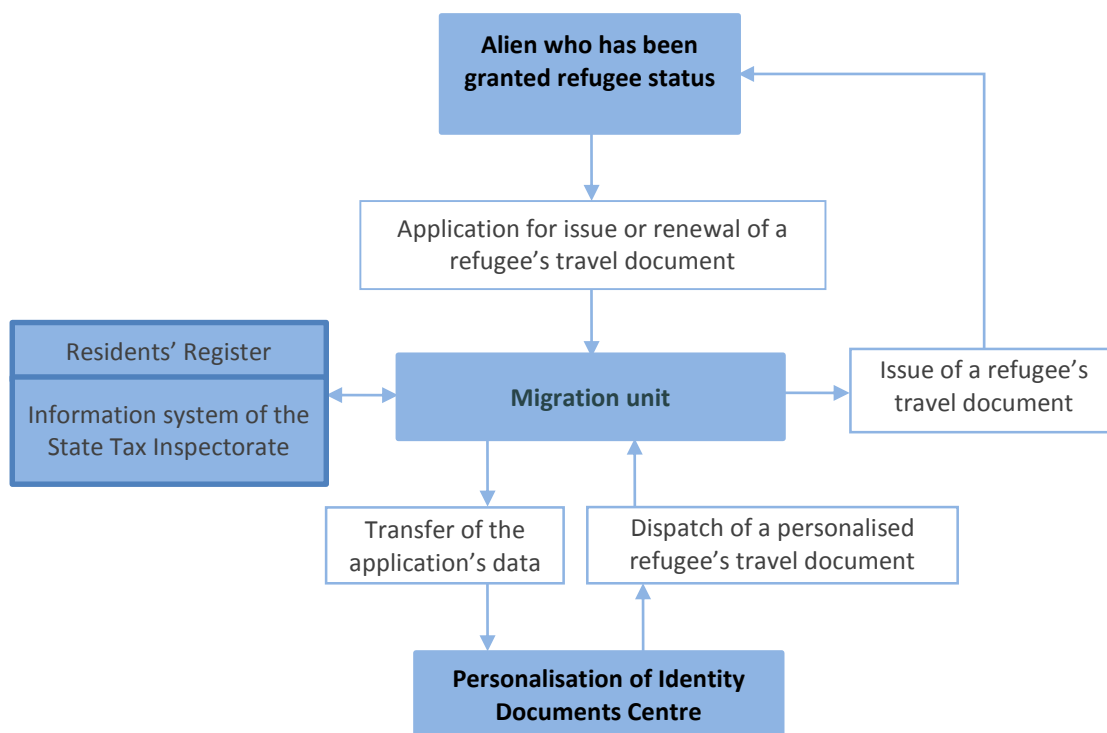 Alien who has been
granted refugee status
Application for issue or renewal of a
refugee’s travel document
Residents’ Register
Information system of the
State Tax Inspectorate
Migration unit
Issue of a refugee’s
travel document
Transfer of the
application’s data
Dispatch of a personalised
refugee’s travel document
Personalisation of Identity
Documents Centre